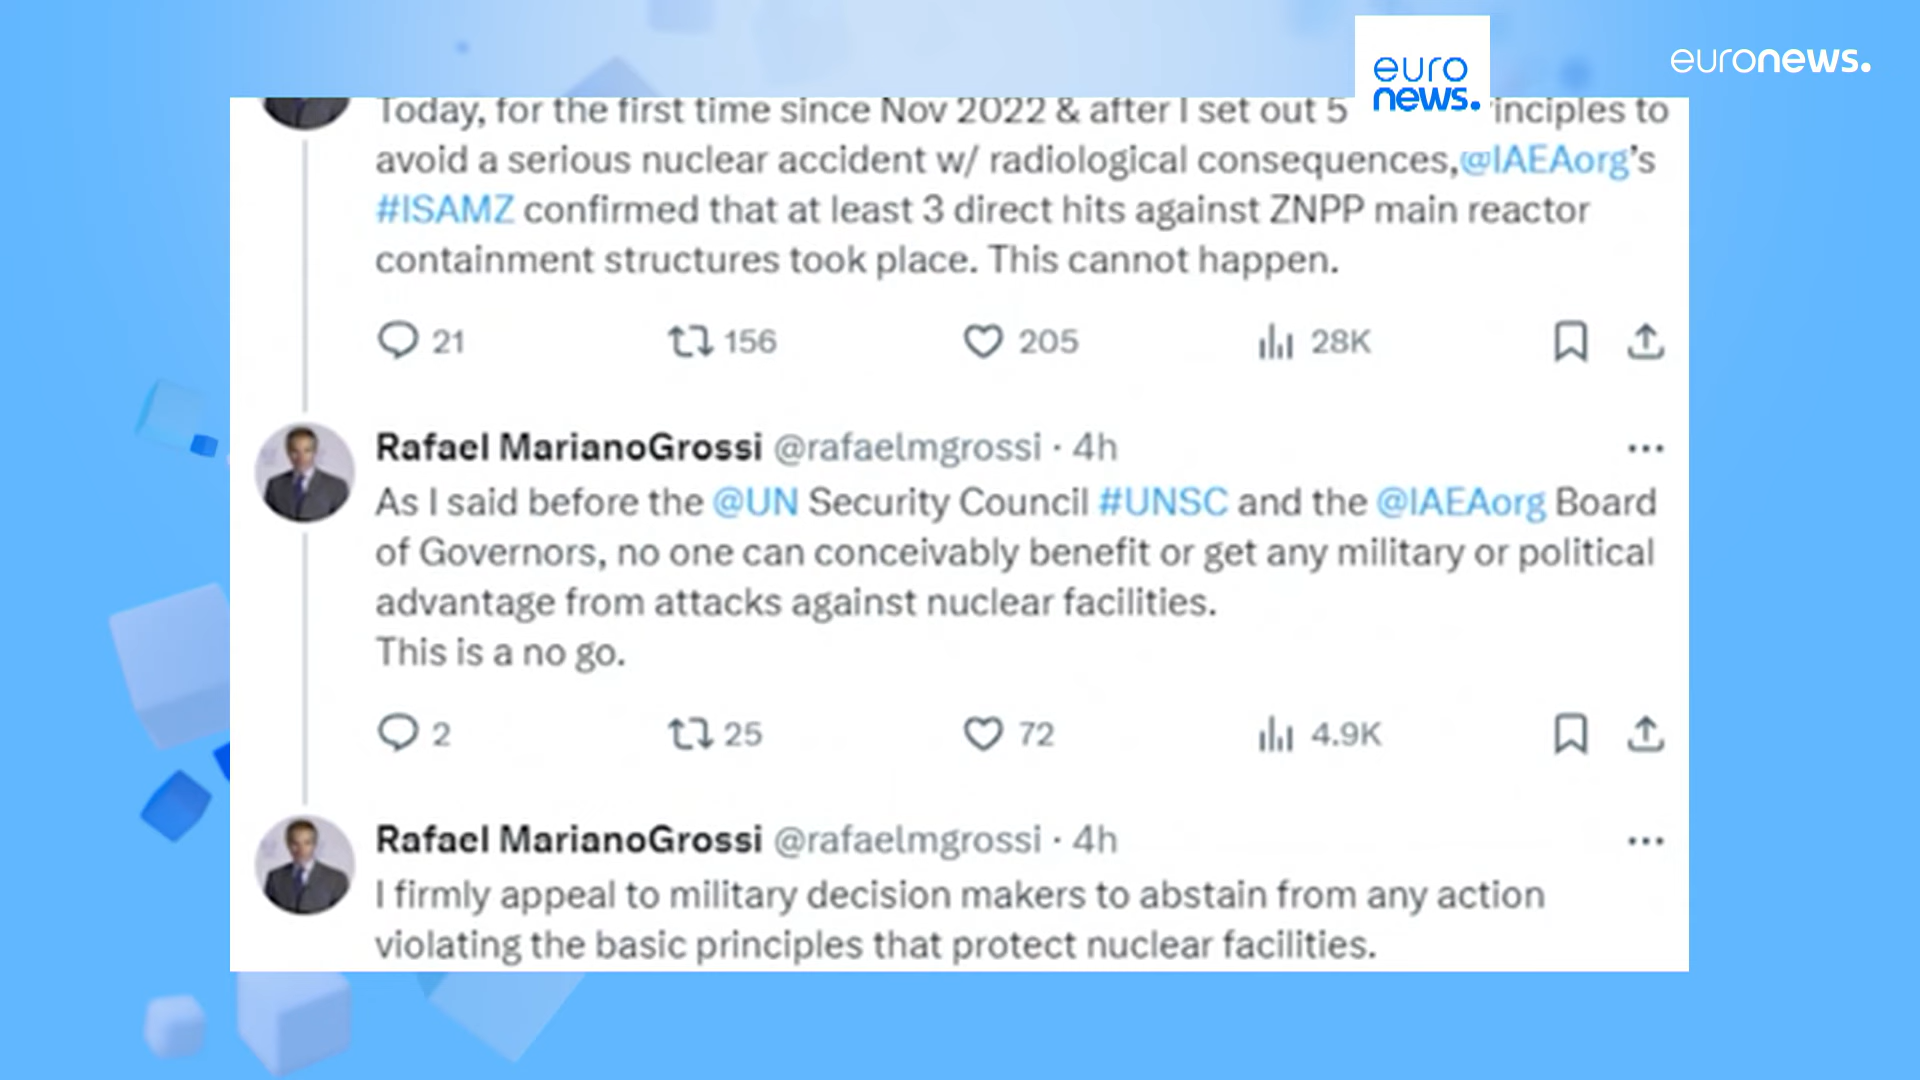 euronews.
euro
news.
Today, for the first time since Nov 2022 & after I set out 5 inciples to
avoid a serious nuclear accident w/ radiological consequences,@IAEAorg’s
#ISAMZ confirmed that at least 3 direct hits against ZNPP main reactor
containment structures took place. This cannot happen.
21 156 205 28K
Rafael MarianoGrossi @rafaelmgrossi · 4h
As I said before the @UN Security Council #UNSC and the @IAEAorg Board
of Governors, no one can conceivably benefit or get any military or political
advantage from attacks against nuclear facilities.
This is a no go.
2 25 72 4.9K
Rafael MarianoGrossi @rafaelmgrossi · 4h
I firmly appeal to military decision makers to abstain from any action
violating the basic principles that protect nuclear facilities.